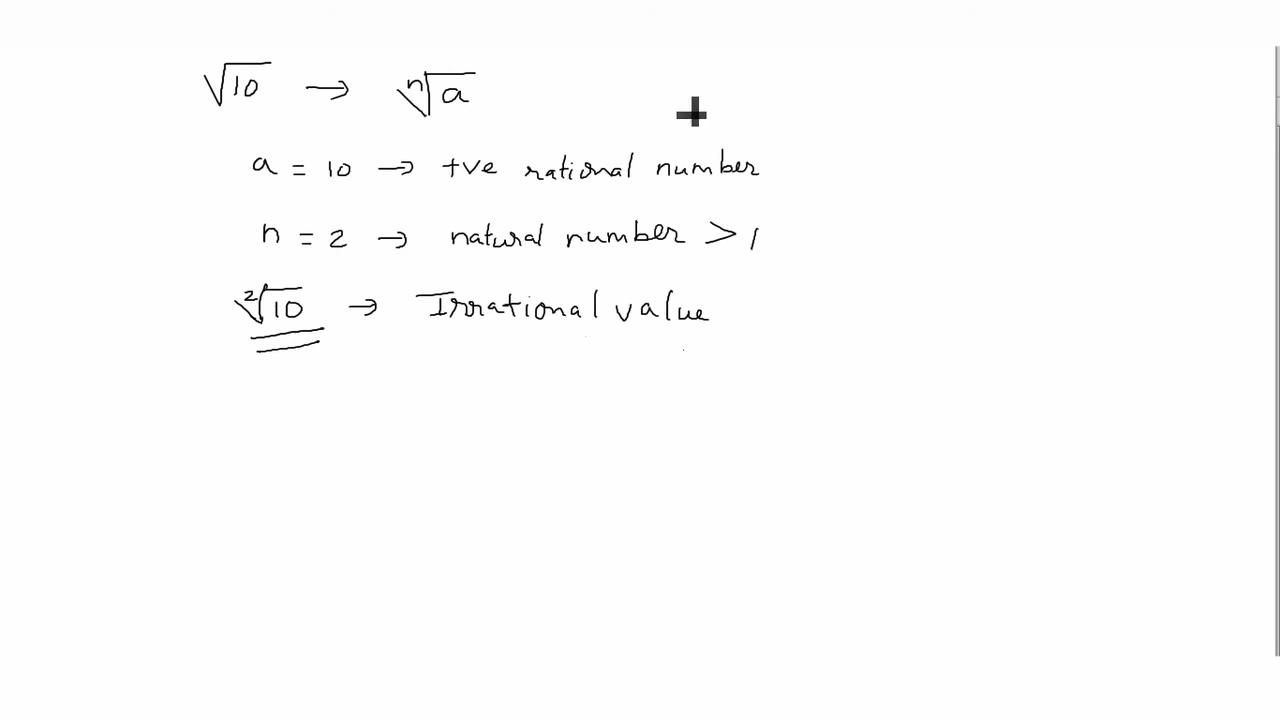 √10 → ⁿ√a
a = 10 → +ve rational number
n = 2 → natural number > 1
²√10 → Irrational value